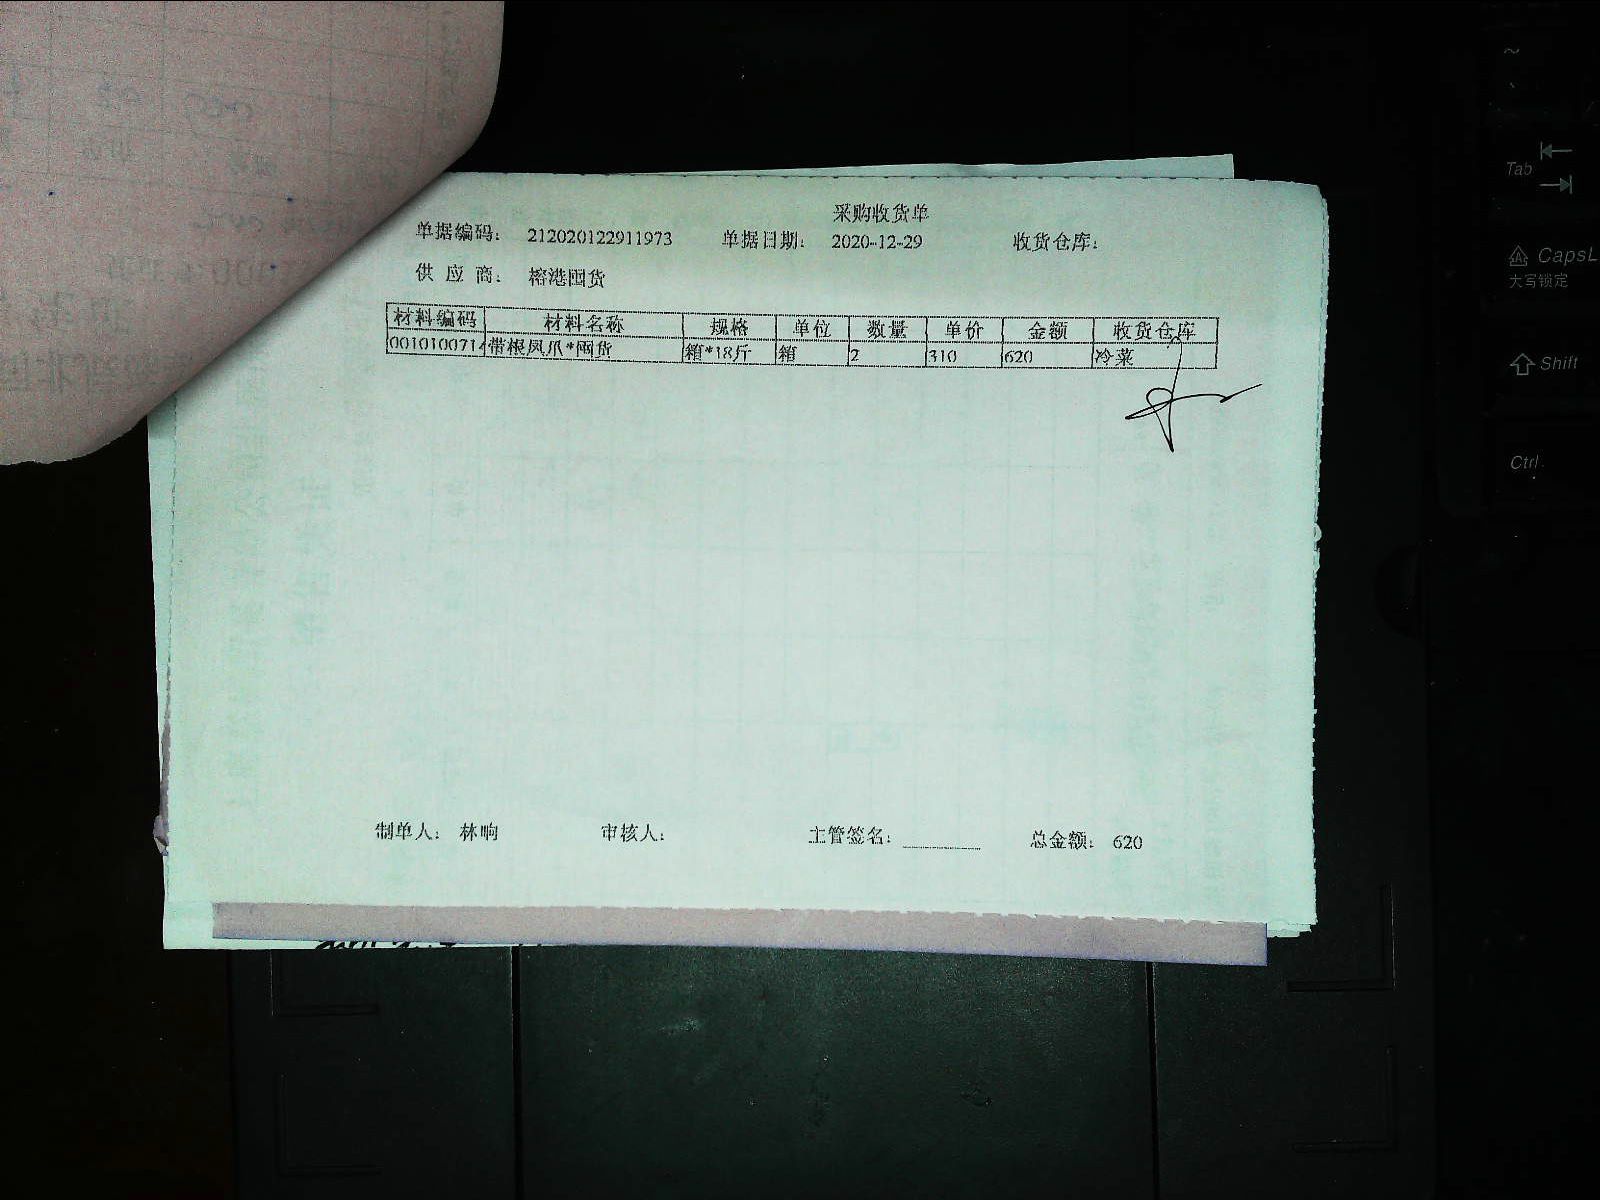 采购收货单
单据编码: 212020122911973 单据日期: 2020-12-29 收货仓库:
供 应 商: 榕港囤货
材料编码 材料名称 规格 单位 数量 单价 金额 收货仓库
0010100714 带根凤爪*囤货 箱*18斤 箱 2 310 620 冷菜
制单人: 林响 审核人: 主管签名: 总金额: 620
~
Tab
CapsL
大写锁定
Shift
Ctrl